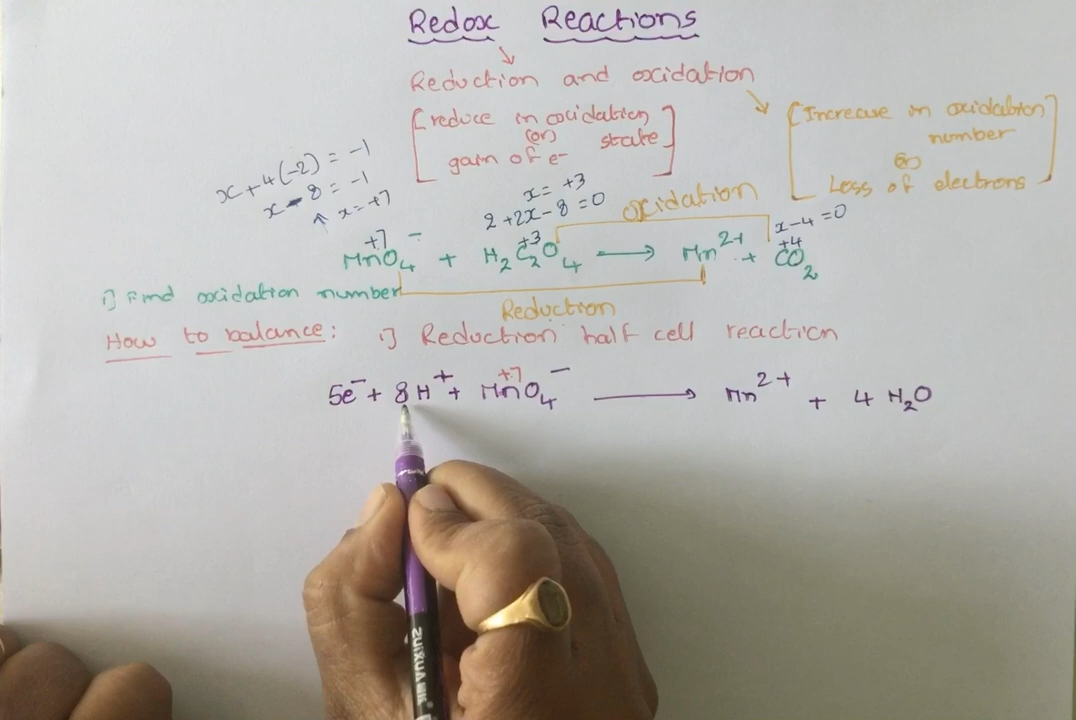 Redox Reactions
Reduction and oxidation
[reduce in oxidation state (or) gain of e-]
[Increase in oxidation number (or) Loss of electrons]
x+4(-2) = -1
x-8 = -1
↑ x=+7
x= +3
2+2x-8=0
oxidation
x-4=0
+7 +3 +4
MnO₄⁻ + H₂C₂O₄ → Mn²⁺ + CO₂
1) Find oxidation number
Reduction
How to balance: 1) Reduction half cell reaction
+7
5e⁻ + 8H⁺ + MnO₄⁻ → Mn²⁺ + 4 H₂O